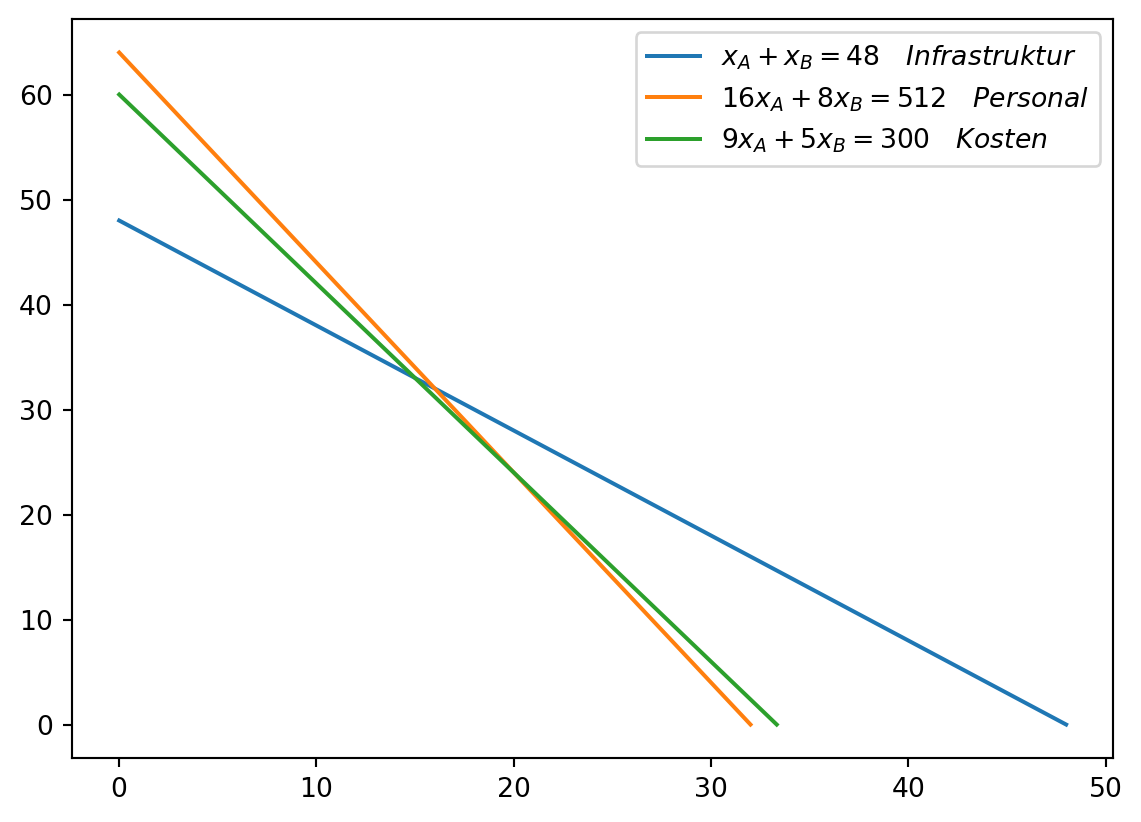 x_A + x_B = 48 Infrastruktur
16x_A + 8x_B = 512 Personal
9x_A + 5x_B = 300 Kosten
60
50
40
30
20
10
0
0 10 20 30 40 50